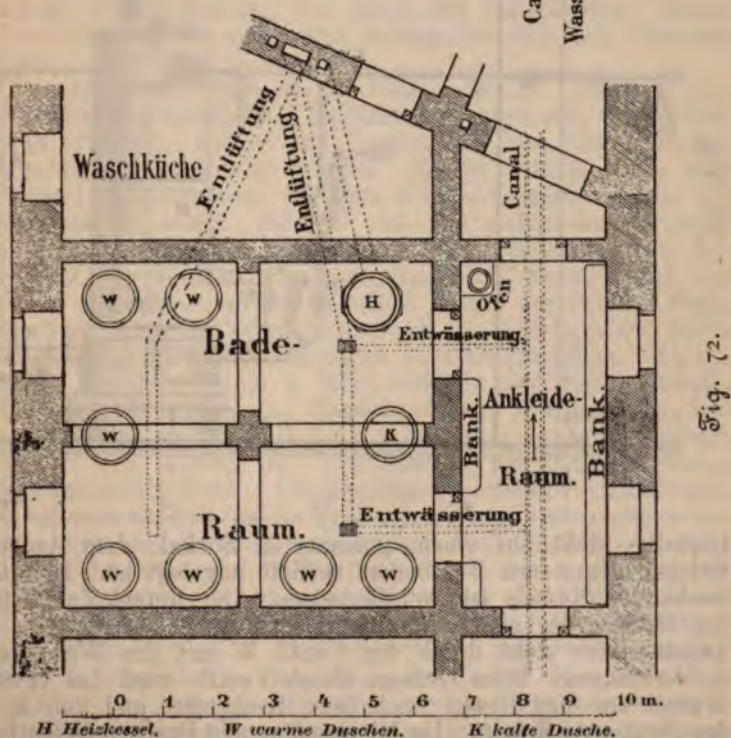 Ca
Wass
Waschküche
Entlüftung
Entlüftung
Canal
W
W
H
Ofen
Bade-
Entwässerung
W
K
Bank.
Ankleide-
Raum.
Bank.
Raum.
Entwässerung
W
W
W
W
Fig. 72.
0 1 2 3 4 5 6 7 8 9 10 m.
H Heizkessel. W warme Duschen. K kalte Dusche.